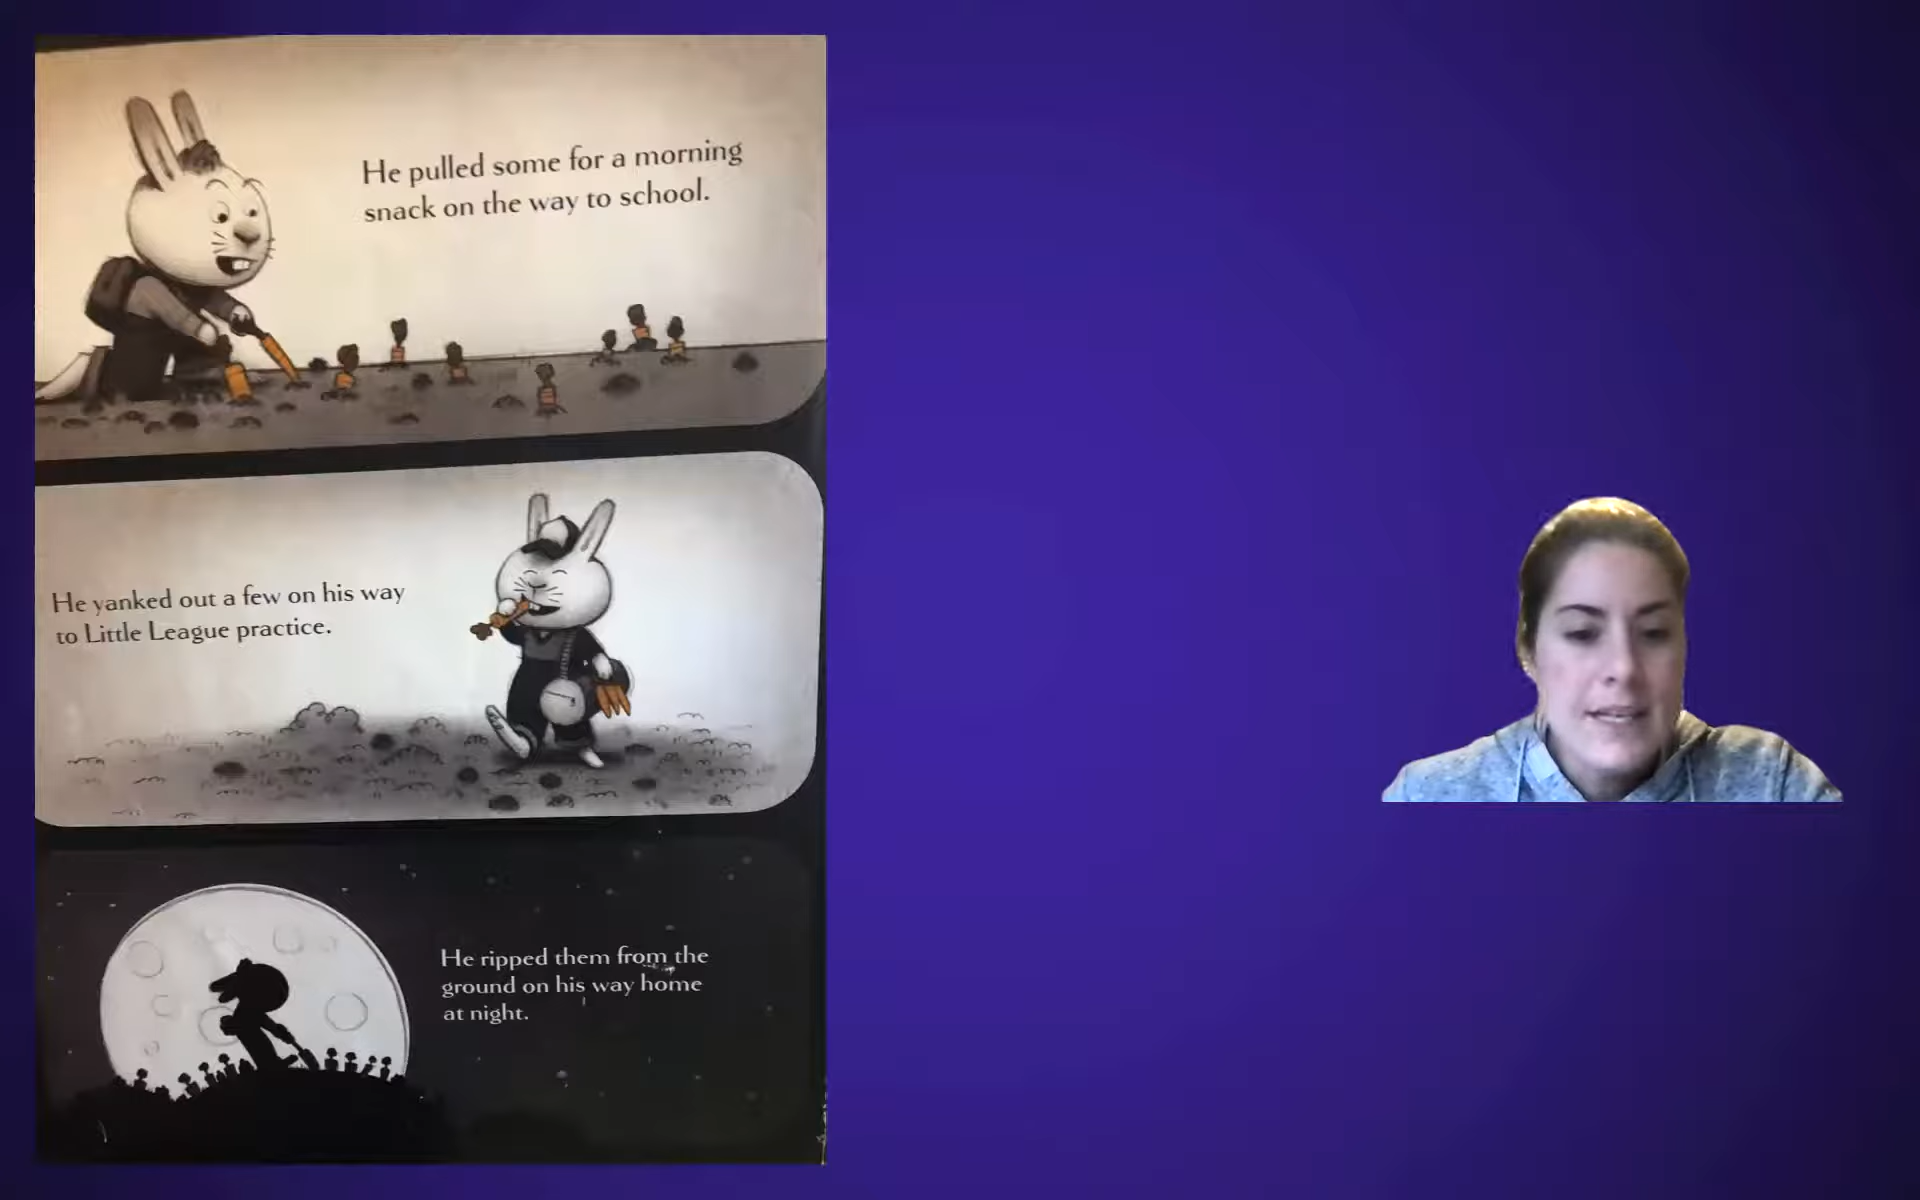 He pulled some for a morning
snack on the way to school.
He yanked out a few on his way
to Little League practice.
He ripped them from the
ground on his way home
at night.